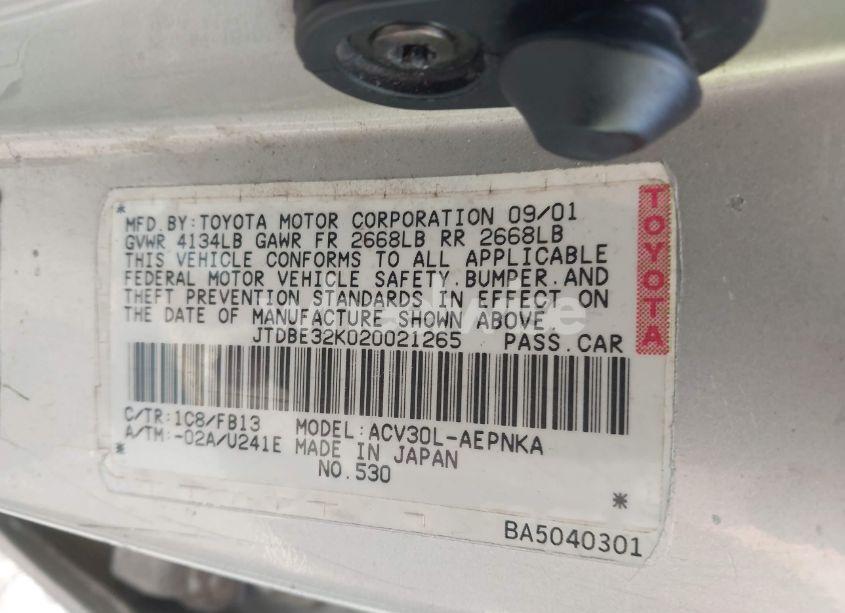 MFD.BY:TOYOTA MOTOR CORPORATION 09/01
GVWR 4134LB GAWR FR 2668LB RR 2668LB
THIS VEHICLE CONFORMS TO ALL APPLICABLE
FEDERAL MOTOR VEHICLE SAFETY.BUMPER.AND
THEFT PREVENTION STANDARDS IN EFFECT ON
THE DATE OF MANUFACTURE SHOWN ABOVE.
JTDBE32K020021265 PASS.CAR
C/TR:1C8/FB13 MODEL:ACV30L-AEPNKA
A/TM:-02A/U241E MADE IN JAPAN
NO.530
*
BA5040301
TOYOTA